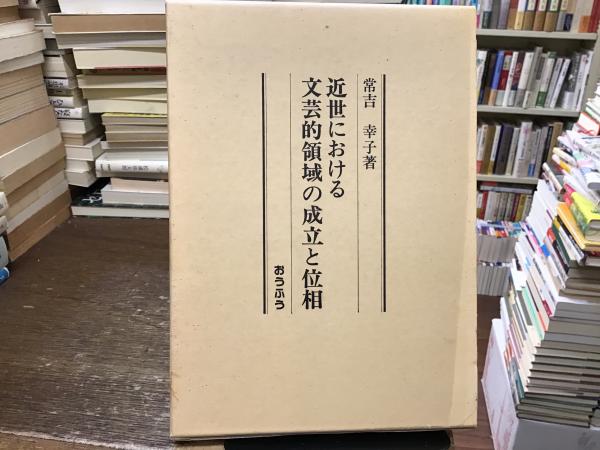 常吉 幸子著
近世における
文芸的領域の成立と位相
おうふう